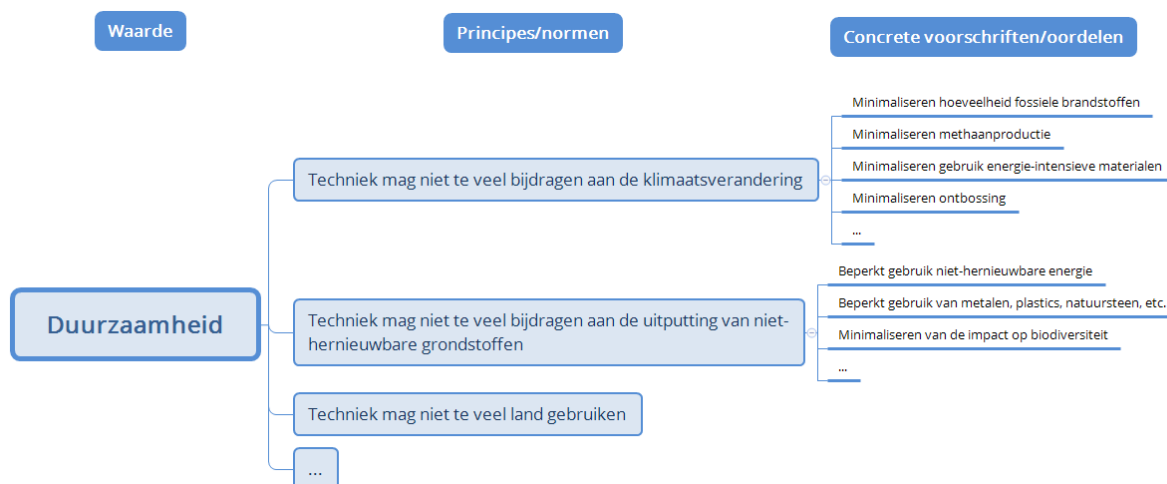 Waarde
Principes/normen
Concrete voorschriften/oordelen
Minimaliseren hoeveelheid fossiele brandstoffen
Minimaliseren methaanproductie
Techniek mag niet te veel bijdragen aan de klimaatsverandering
Minimaliseren gebruik energie-intensieve materialen
Minimaliseren ontbossing
...
Duurzaamheid
Techniek mag niet te veel bijdragen aan de uitputting van niet-
hernieuwbare grondstoffen
Beperkt gebruik niet-hernieuwbare energie
Beperkt gebruik van metalen, plastics, natuursteen, etc.
Minimaliseren van de impact op biodiversiteit
...
Techniek mag niet te veel land gebruiken
...